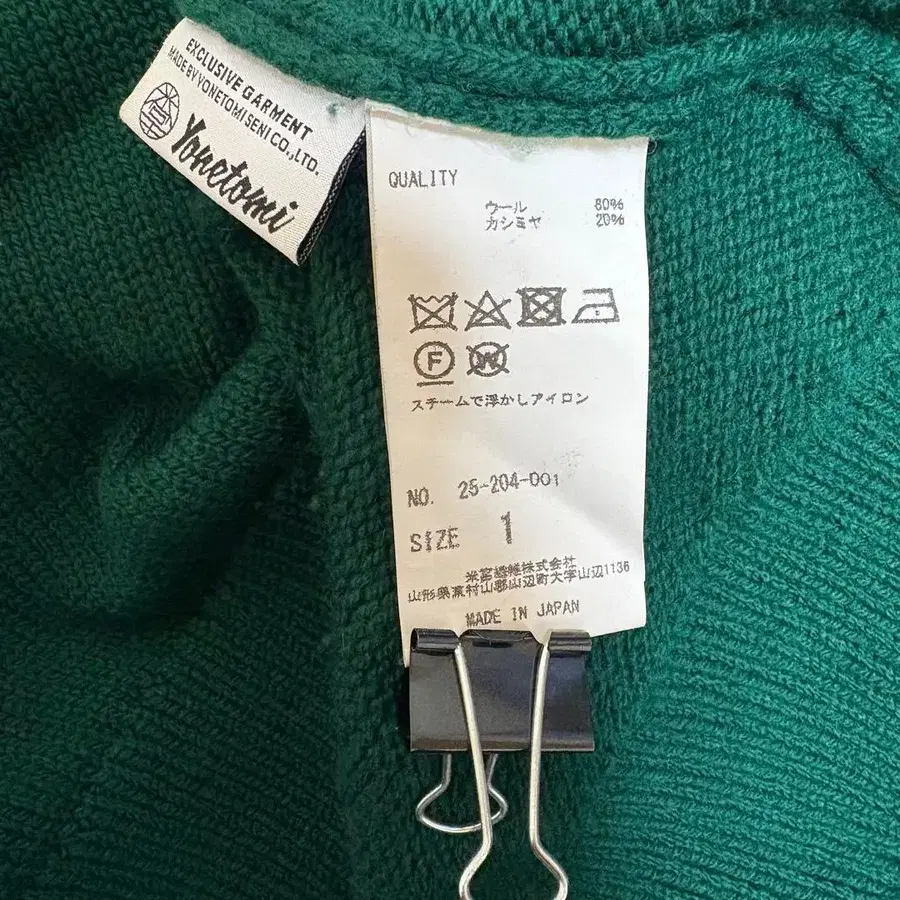 EXCLUSIVE GARMENT
MADE BY YONETOMI SENI CO.,LTD.
Yonetomi
QUALITY
ウール 80%
カシミヤ 20%
F
W
スチームで浮かしアイロン
NO. 25-204-001
SIZE 1
米富繊維株式会社
山形県東村山郡山辺町大字山辺1136
MADE IN JAPAN